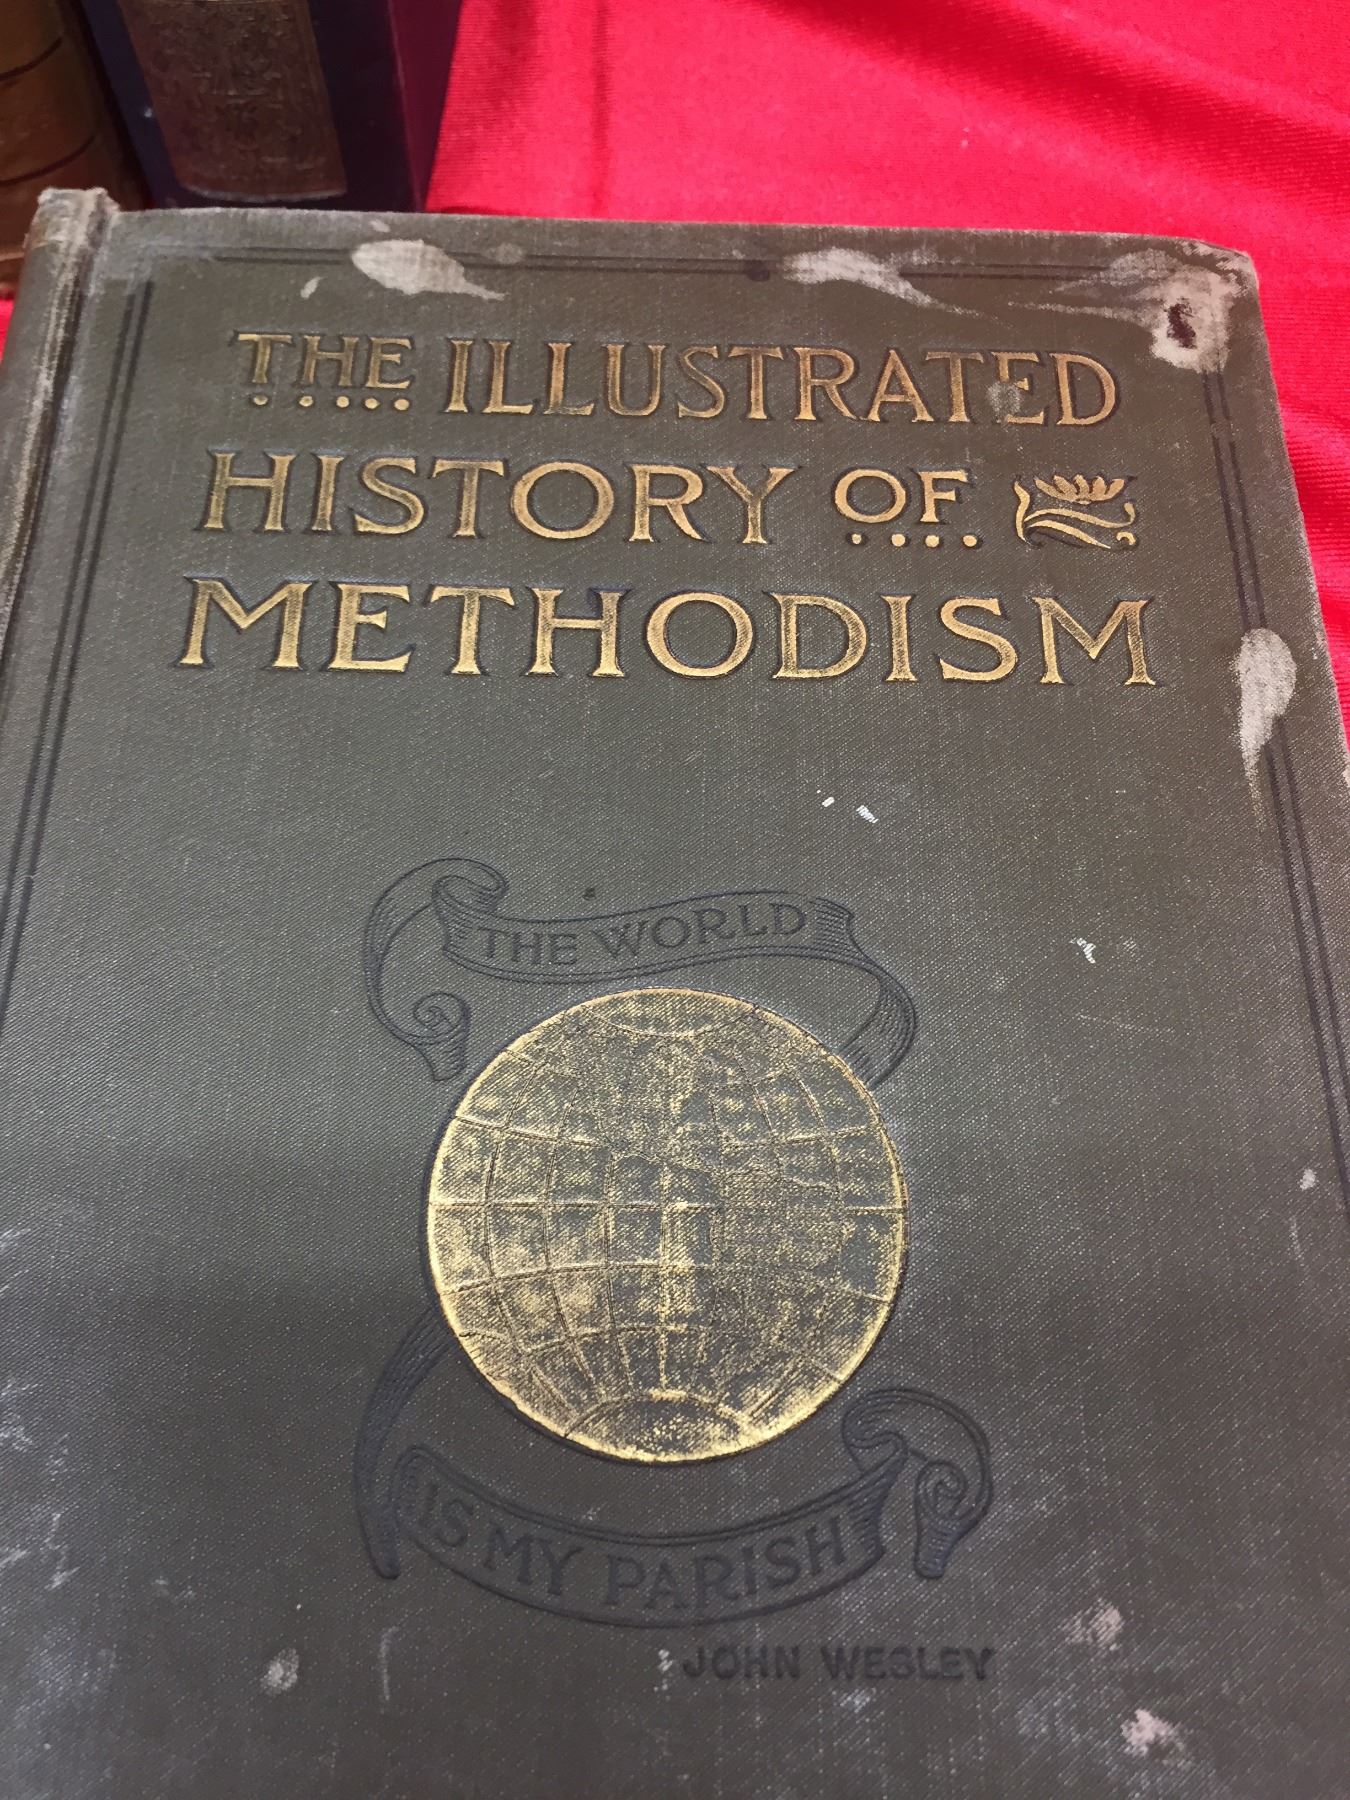 THE ILLUSTRATED
HISTORY OF
METHODISM
THE WORLD
IS MY PARISH
JOHN WESLEY